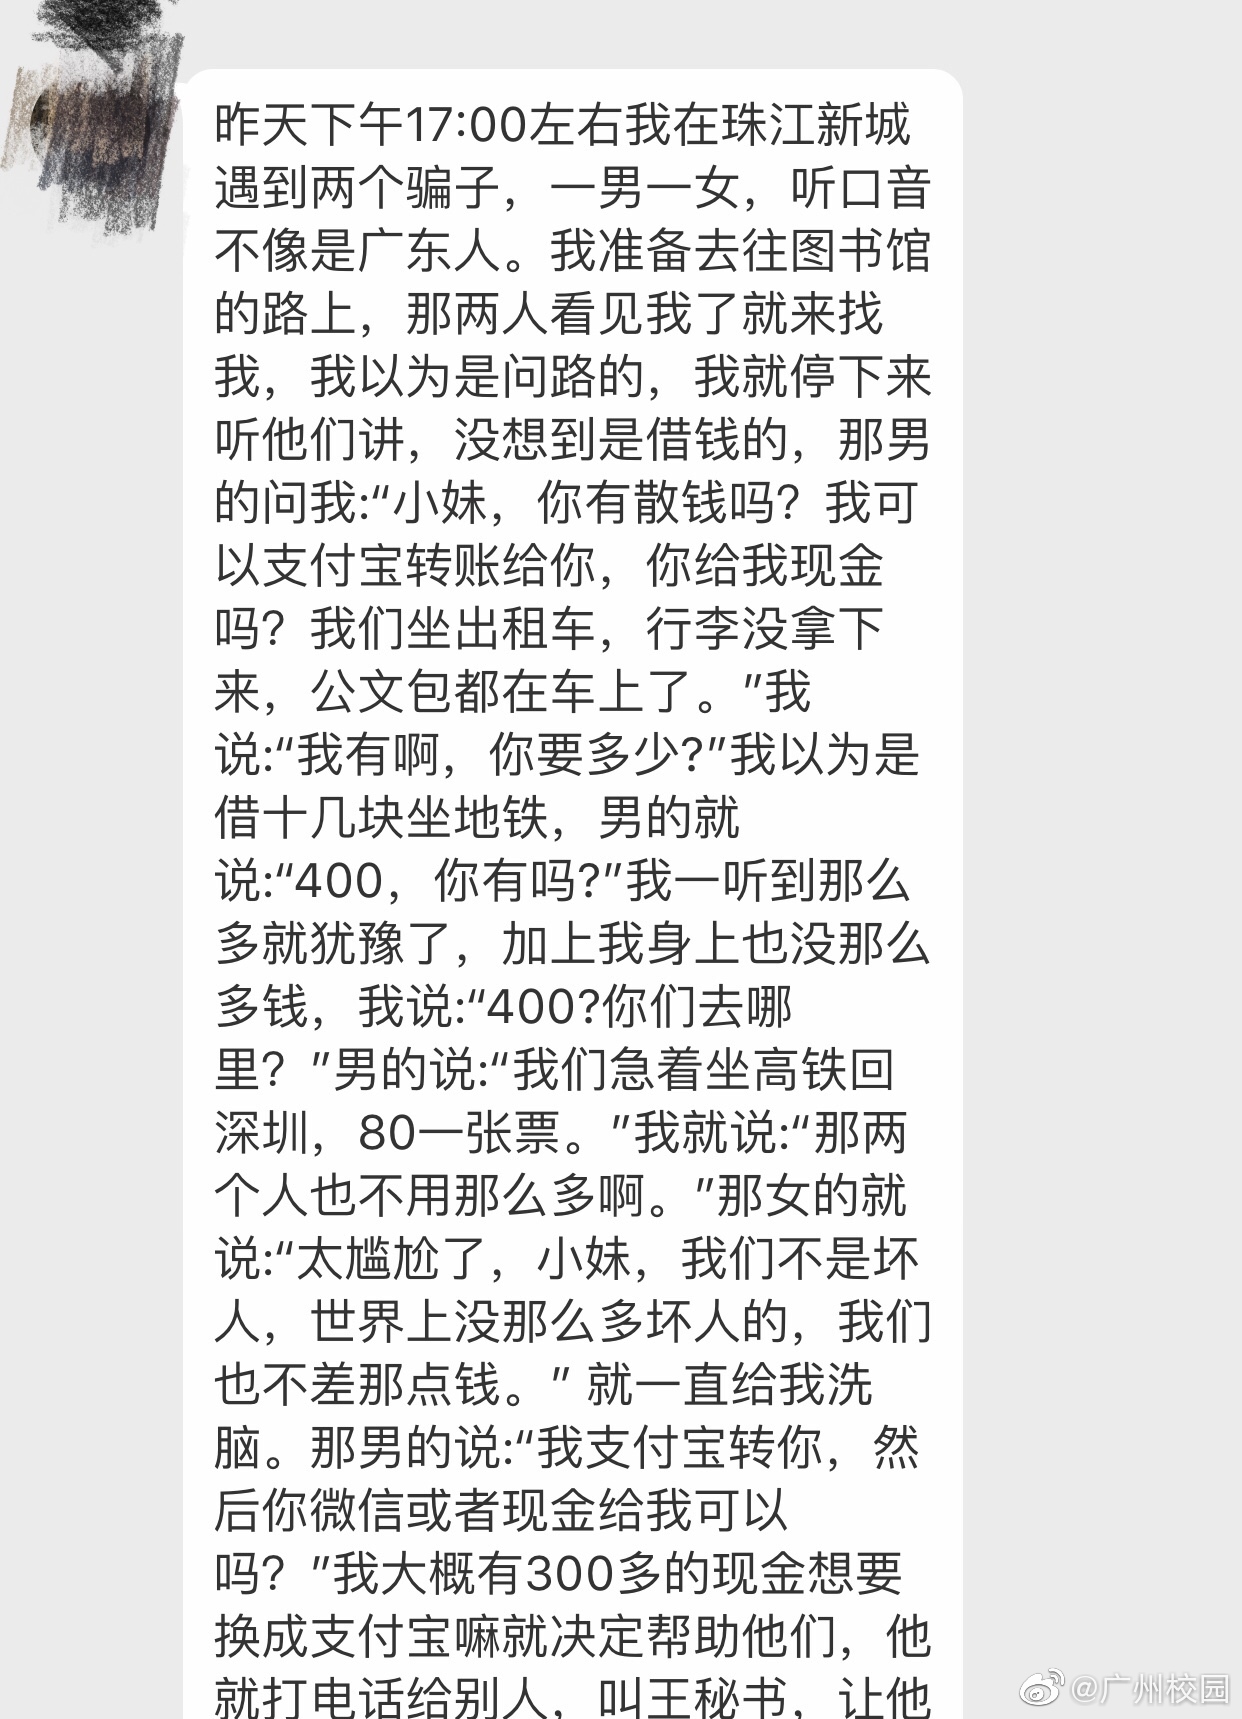 昨天下午17:00左右我在珠江新城
遇到两个骗子，一男一女，听口音
不像是广东人。我准备去往图书馆
的路上，那两人看见我了就来找
我，我以为是问路的，我就停下来
听他们讲，没想到是借钱的，那男
的问我:“小妹，你有散钱吗？我可
以支付宝转账给你，你给我现金
吗？我们坐出租车，行李没拿下
来，公文包都在车上了。”我
说:“我有啊，你要多少?”我以为是
借十几块坐地铁，男的就
说:“400，你有吗?”我一听到那么
多就犹豫了，加上我身上也没那么
多钱，我说:“400?你们去哪
里？”男的说:“我们急着坐高铁回
深圳，80一张票。”我就说:“那两
个人也不用那么多啊。”那女的就
说:“太尴尬了，小妹，我们不是坏
人，世界上没那么多坏人的，我们
也不差那点钱。” 就一直给我洗
脑。那男的说:“我支付宝转你，然
后你微信或者现金给我可以
吗？”我大概有300多的现金想要
换成支付宝嘛就决定帮助他们，他
就打电话给别人，叫王秘书，让他
@广州校园